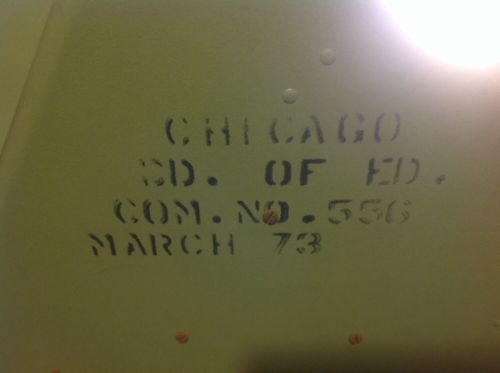 CHICAGO
BD. OF ED.
COM. NO. 556
MARCH 73